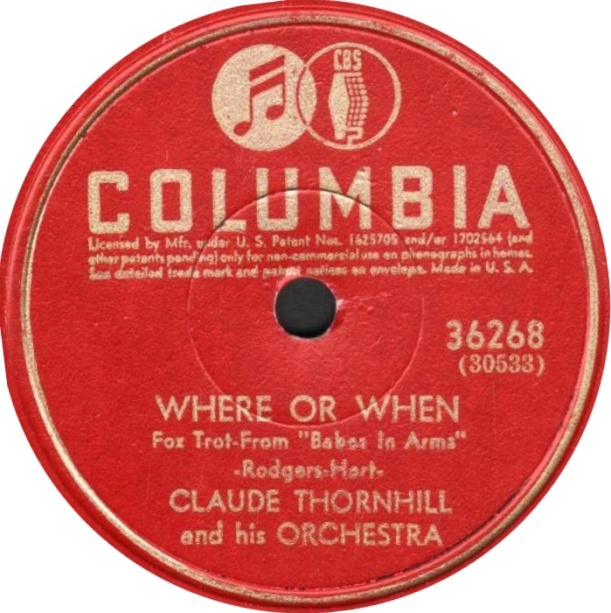 CBS
COLUMBIA
Licensed by Mfr. under U. S. Patent Nos. 1625705 and/or 1702564 (and
other patents pending) only for non-commercial use on phonographs in homes.
See detailed trade mark and patent notices on envelope. Made in U. S. A.
36268
(30533)
WHERE OR WHEN
Fox Trot-From "Babes In Arms"
-Rodgers-Hart-
CLAUDE THORNHILL
and his ORCHESTRA